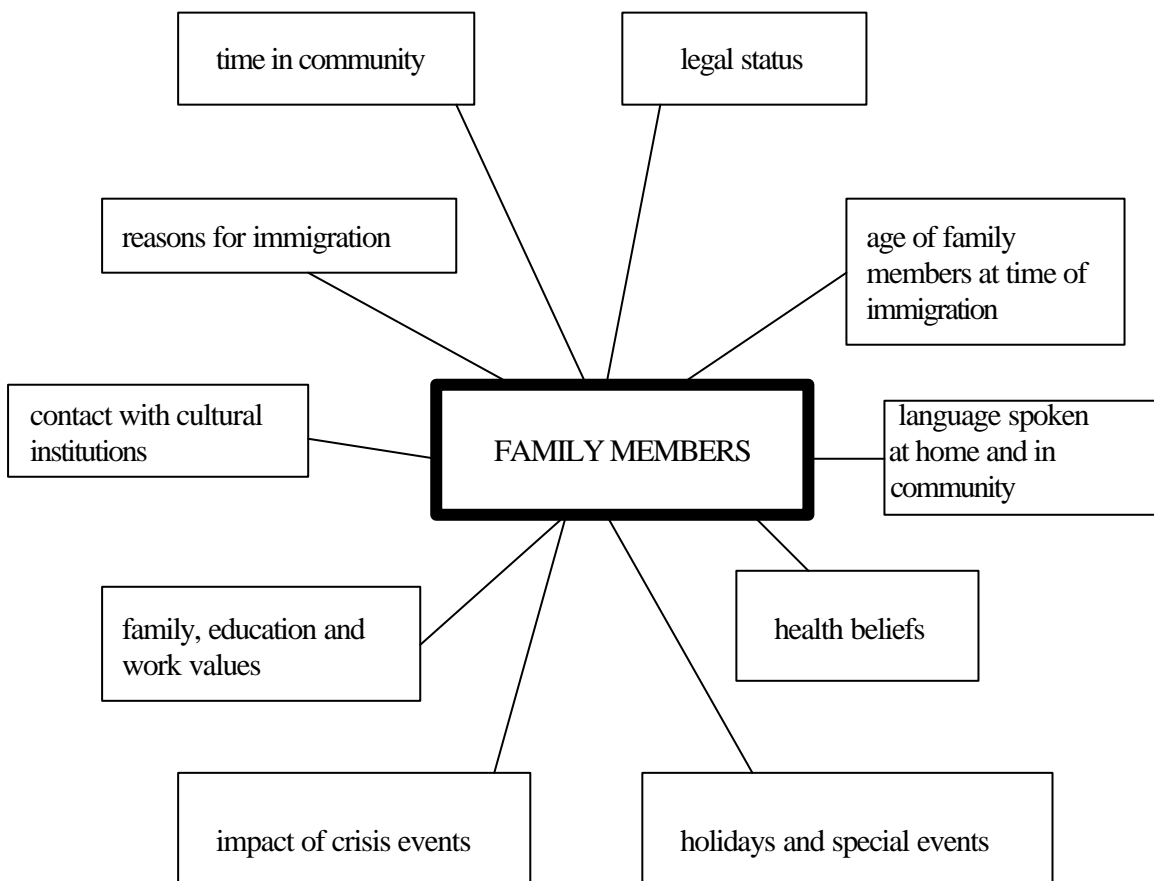 time in community
legal status
reasons for immigration
age of family
members at time of
immigration
contact with cultural
institutions
FAMILY MEMBERS
language spoken
at home and in
community
family, education and
work values
health beliefs
impact of crisis events
holidays and special events